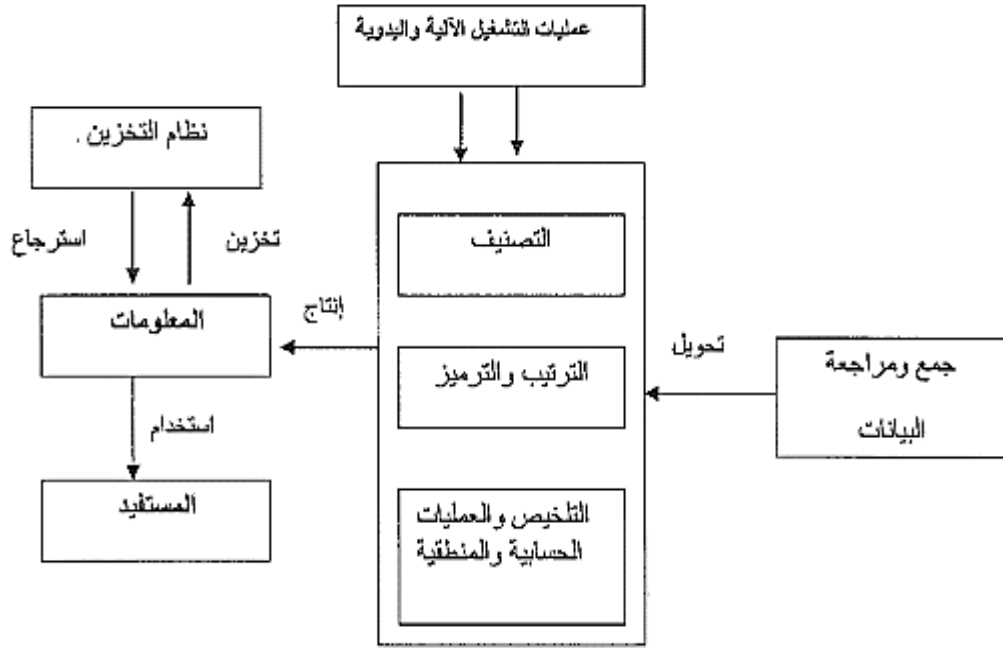 عمليات التشغيل الآلية واليدوية
نظام التخزين .
استرجاع
تخزين
التصنيف
المعلومات
إنتاج
تحويل
جمع ومراجعة
البيانات
الترتيب والترميز
استخدام
المستفيد
التلخيص والعمليات
الحسابية والمنطقية